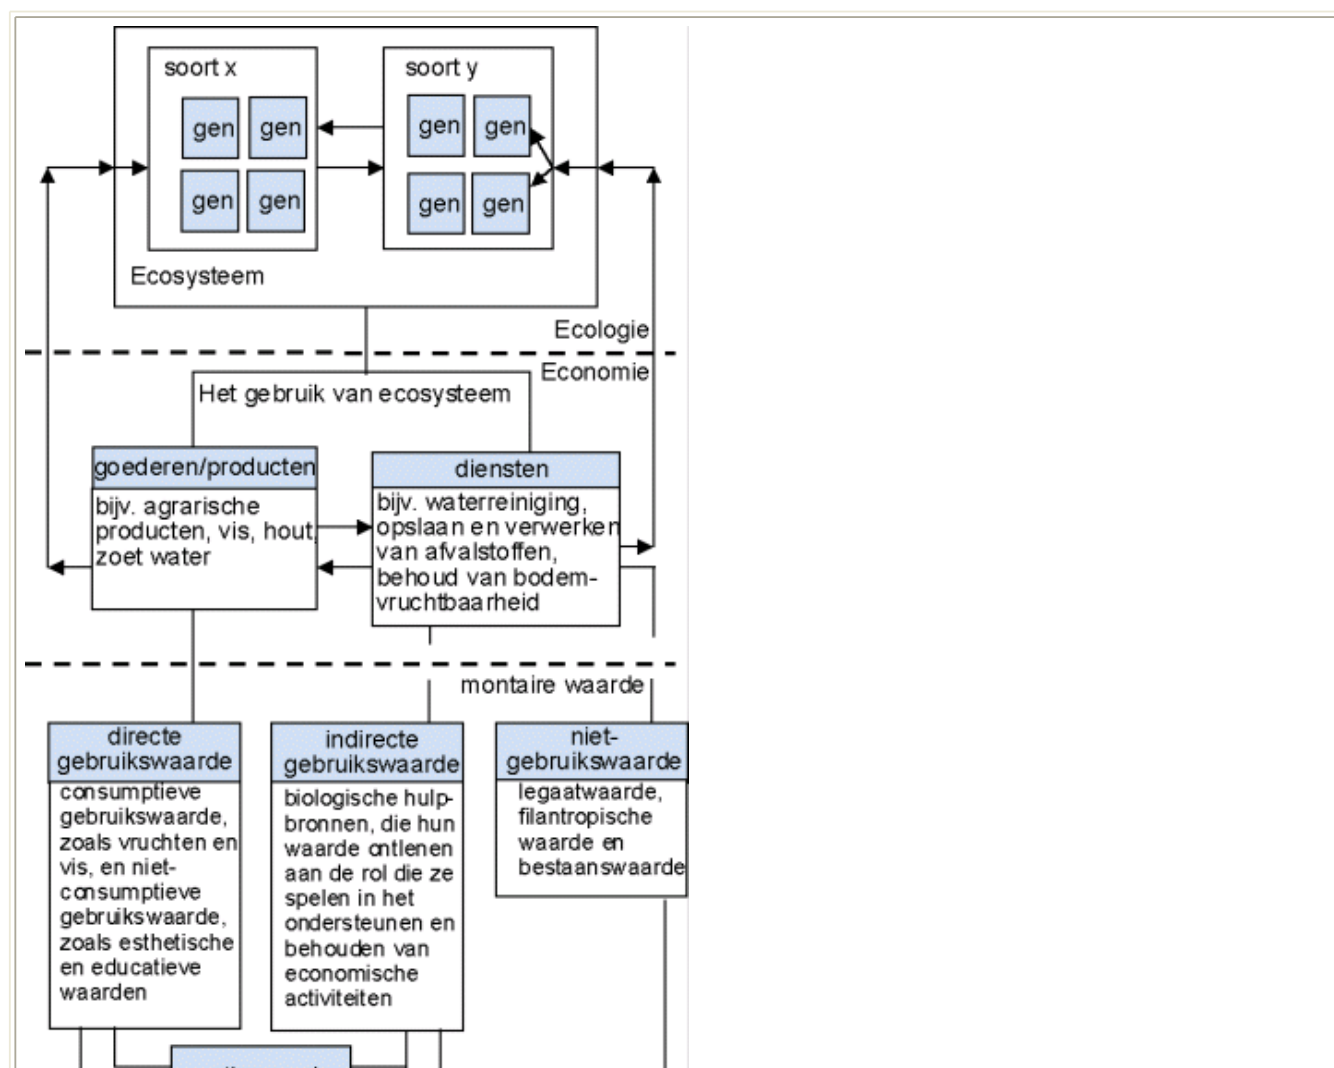 soort x
soort y
gen
gen
gen
gen
gen
gen
gen
gen
Ecosysteem
Ecologie
Economie
Het gebruik van ecosysteem
goederen/producten
bijv. agrarische
producten, vis, hout,
zoet water
diensten
bijv. waterreiniging,
opslaan en verwerken
van afvalstoffen,
behoud van bodem-
vruchtbaarheid
montaire waarde
directe
gebruikswaarde
consumptieve
gebruikswaarde,
zoals vruchten en
vis, en niet-
consumptieve
gebruikswaarde,
zoals esthetische
en educatieve
waarden
indirecte
gebruikswaarde
biologische hulp-
bronnen, die hun
waarde ontlenen
aan de rol die ze
spelen in het
ondersteunen en
behouden van
economische
activiteiten
niet-
gebruikswaarde
legaatwaarde,
filantropische
waarde en
bestaanswaarde